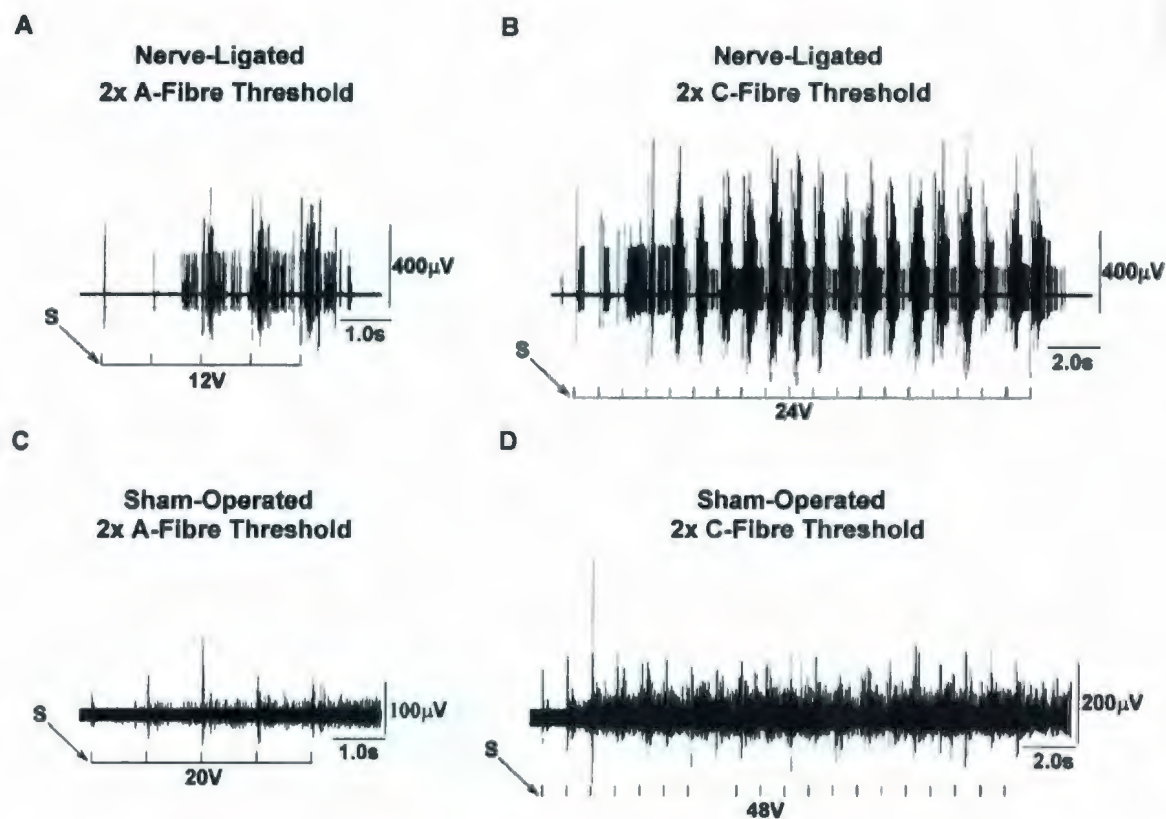 A
Nerve-Ligated
2x A-Fibre Threshold
400µV
1.0s
S
12V
B
Nerve-Ligated
2x C-Fibre Threshold
400µV
2.0s
S
24V
C
Sham-Operated
2x A-Fibre Threshold
100µV
1.0s
S
20V
D
Sham-Operated
2x C-Fibre Threshold
200µV
2.0s
S
48V